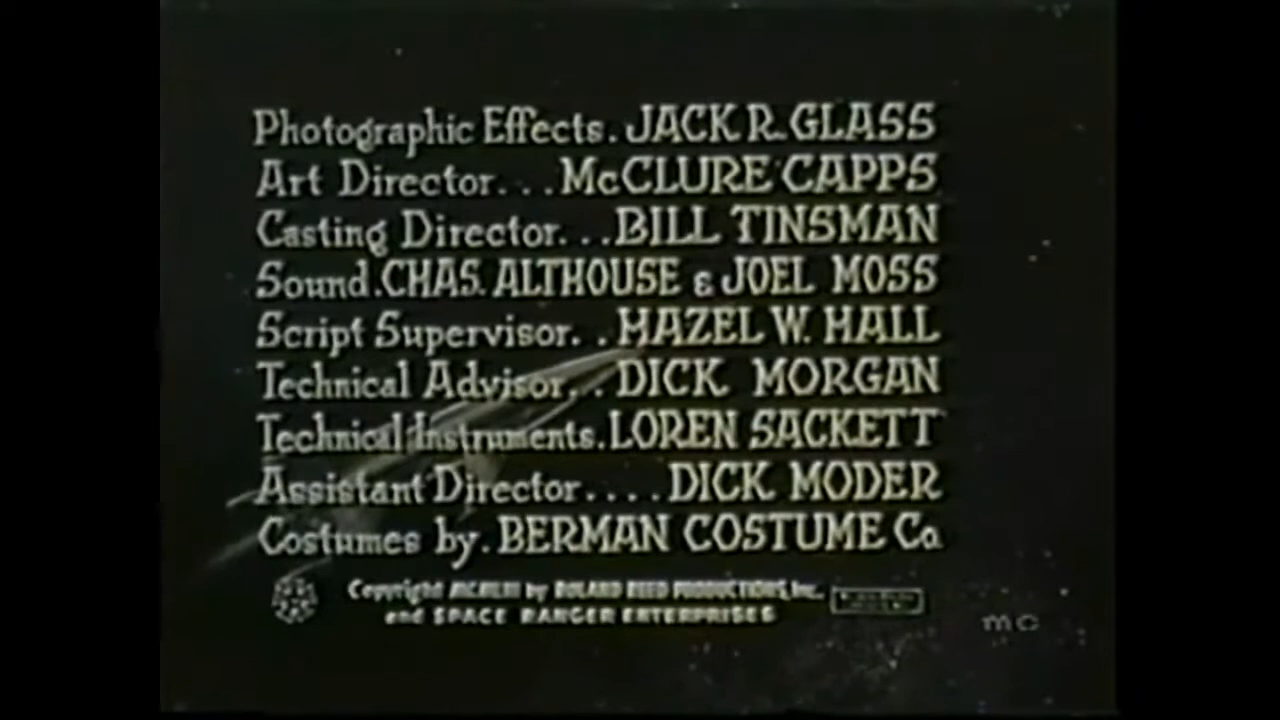 Photographic Effects. JACK R. GLASS
Art Director. . . McCLURE CAPPS
Casting Director. . . BILL TINSMAN
Sound. CHAS. ALTHOUSE & JOEL MOSS
Script Supervisor. . HAZEL W. HALL
Technical Advisor. . . DICK MORGAN
Technical Instruments. LOREN SACKETT
Assistant Director. . . . DICK MODER
Costumes by. BERMAN COSTUME Co.
Copyright by ROLAND REED PRODUCTIONS, Inc.
and SPACE RANGER ENTERPRISES
MC